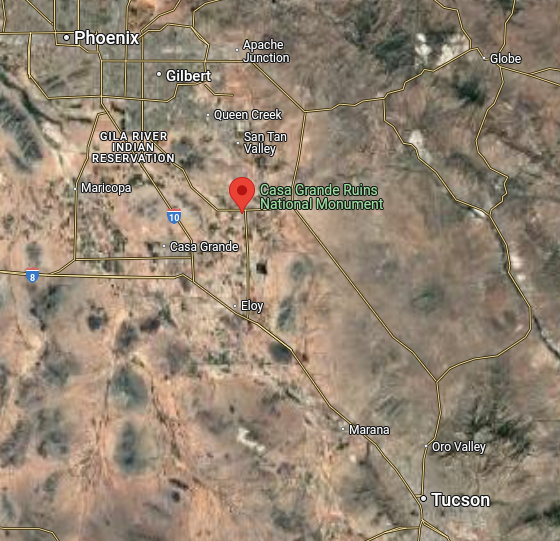 Phoenix
Apache
Junction
Globe
Gilbert
Queen Creek
GILA RIVER
INDIAN
RESERVATION
San Tan
Valley
Maricopa
Casa Grande Ruins
National Monument
10
Casa Grande
8
Eloy
Marana
Oro Valley
Tucson